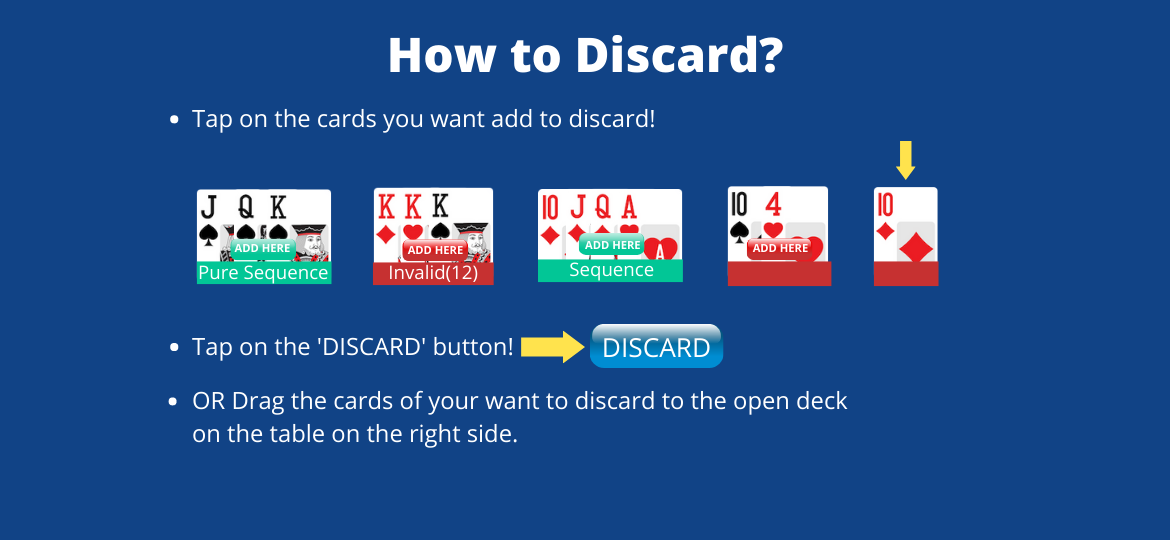 How to Discard?
• Tap on the cards you want add to discard!
J Q K K K K 10 J Q A 10 4 10
ADD HERE ADD HERE ADD HERE A ADD HERE
Pure Sequence Invalid(12) Sequence
• Tap on the 'DISCARD' button! DISCARD
• OR Drag the cards of your want to discard to the open deck
on the table on the right side.